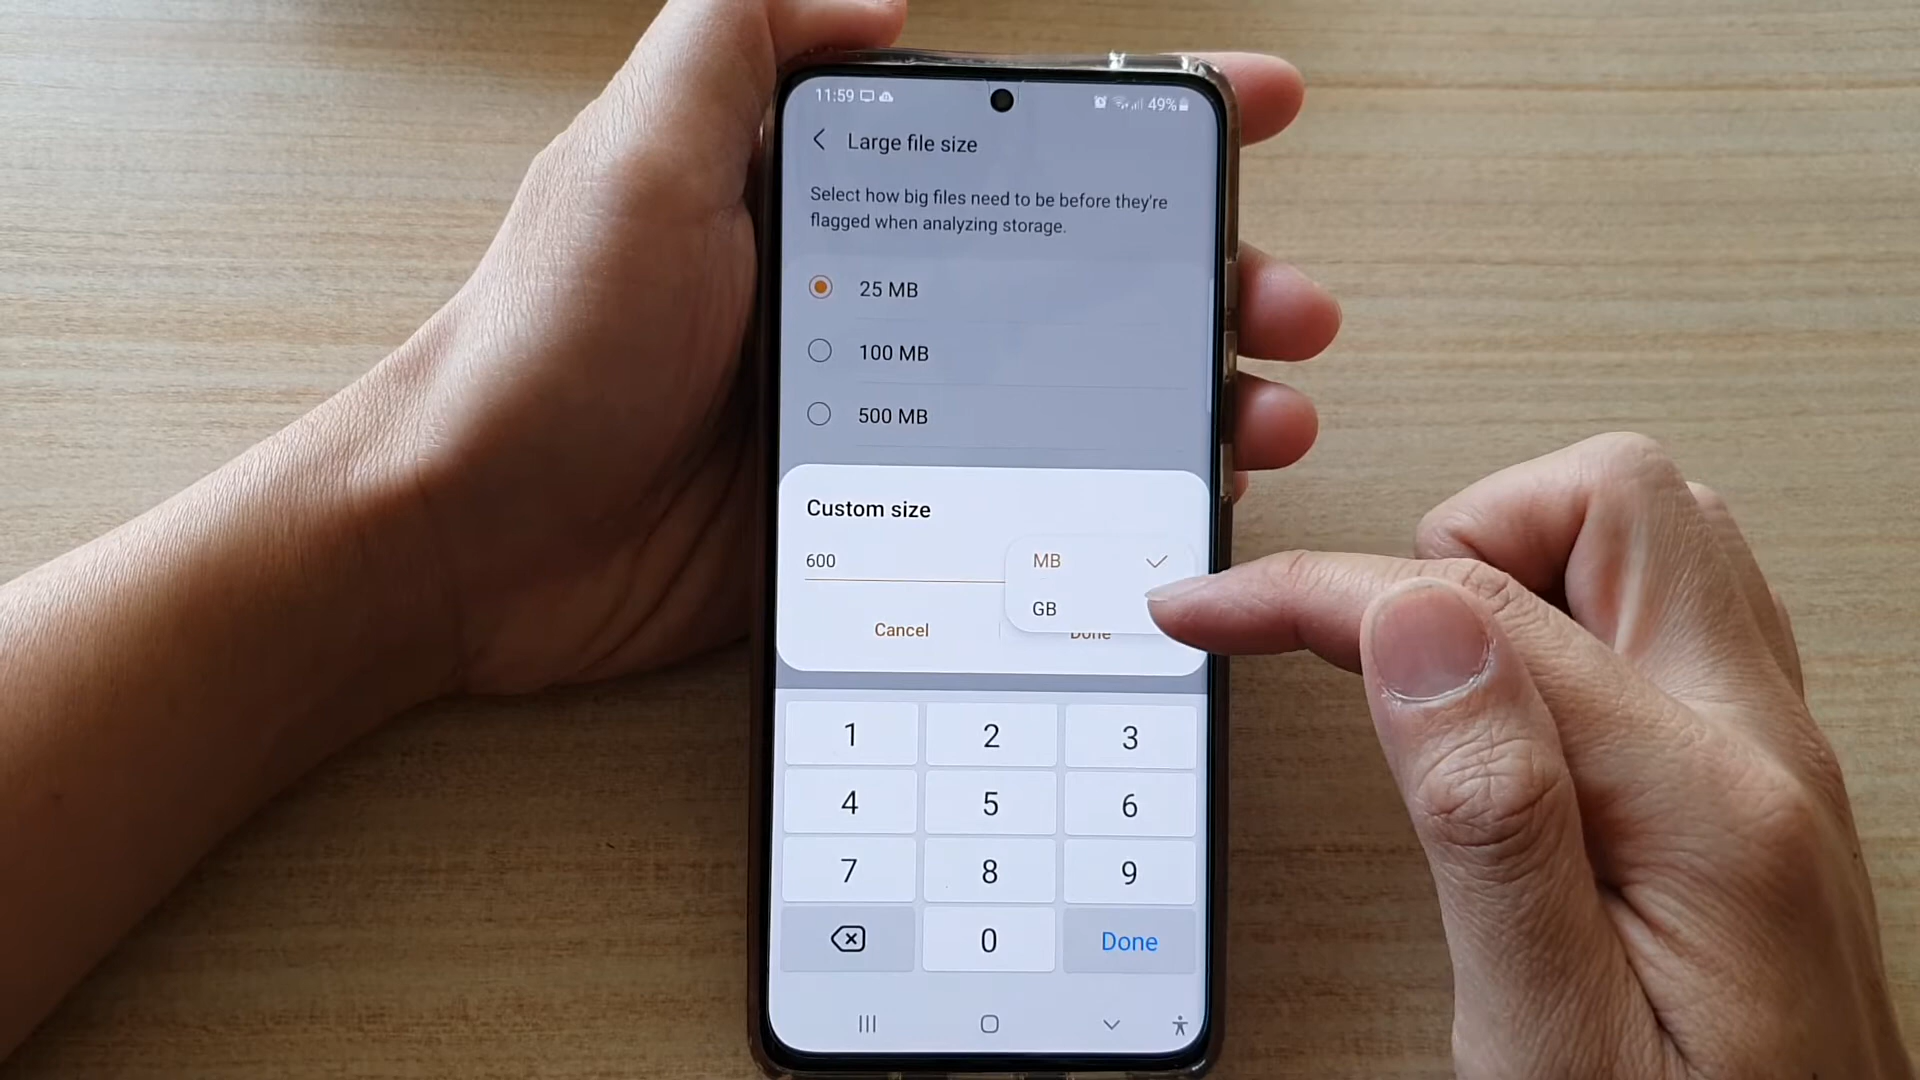 11:59
49%
Large file size
Select how big files need to be before they're
flagged when analyzing storage.
25 MB
100 MB
500 MB
Custom size
600
MB
GB
Cancel
Done
1 2 3
4 5 6
7 8 9
0 Done